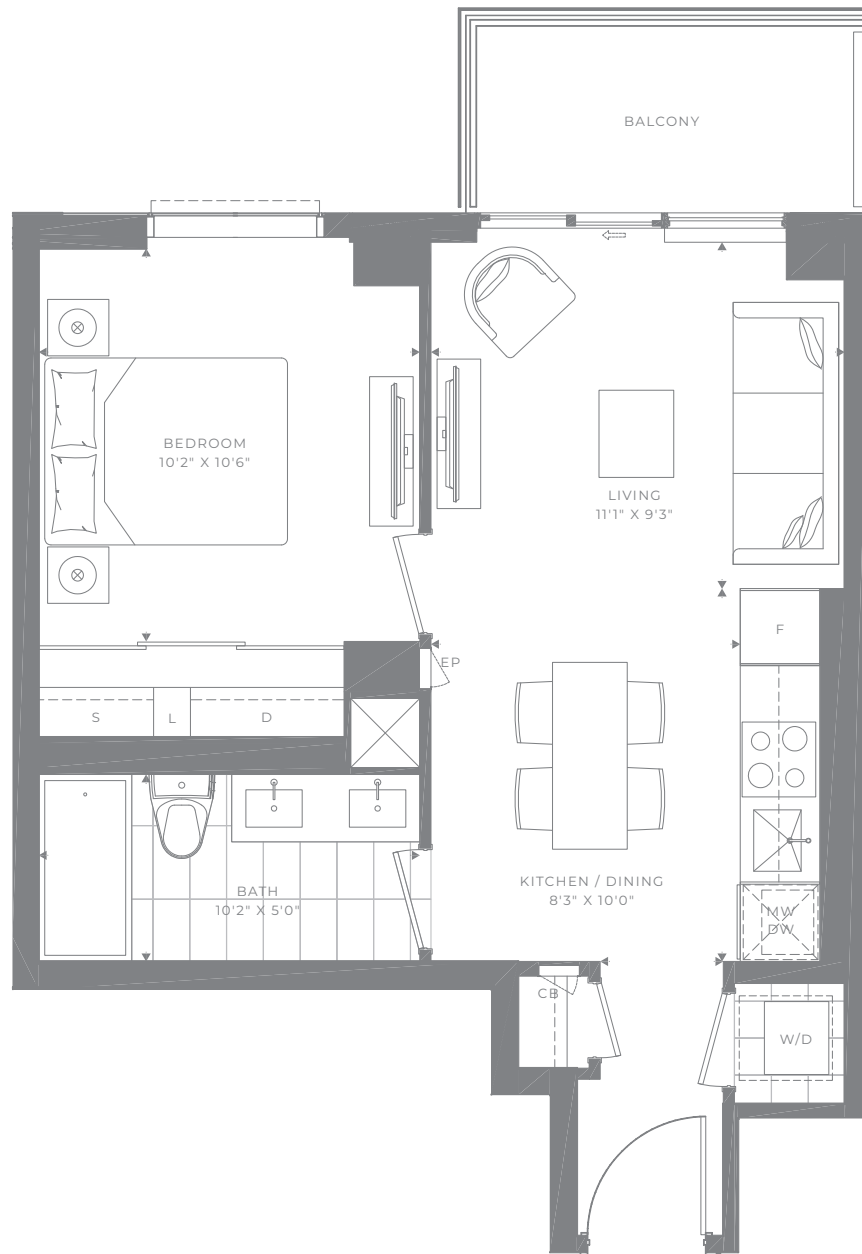 BALCONY
BEDROOM
10'2" X 10'6"
LIVING
11'1" X 9'3"
F
EP
S
L
D
KITCHEN / DINING
8'3" X 10'0"
BATH
10'2" X 5'0"
MW
DW
CB
W/D